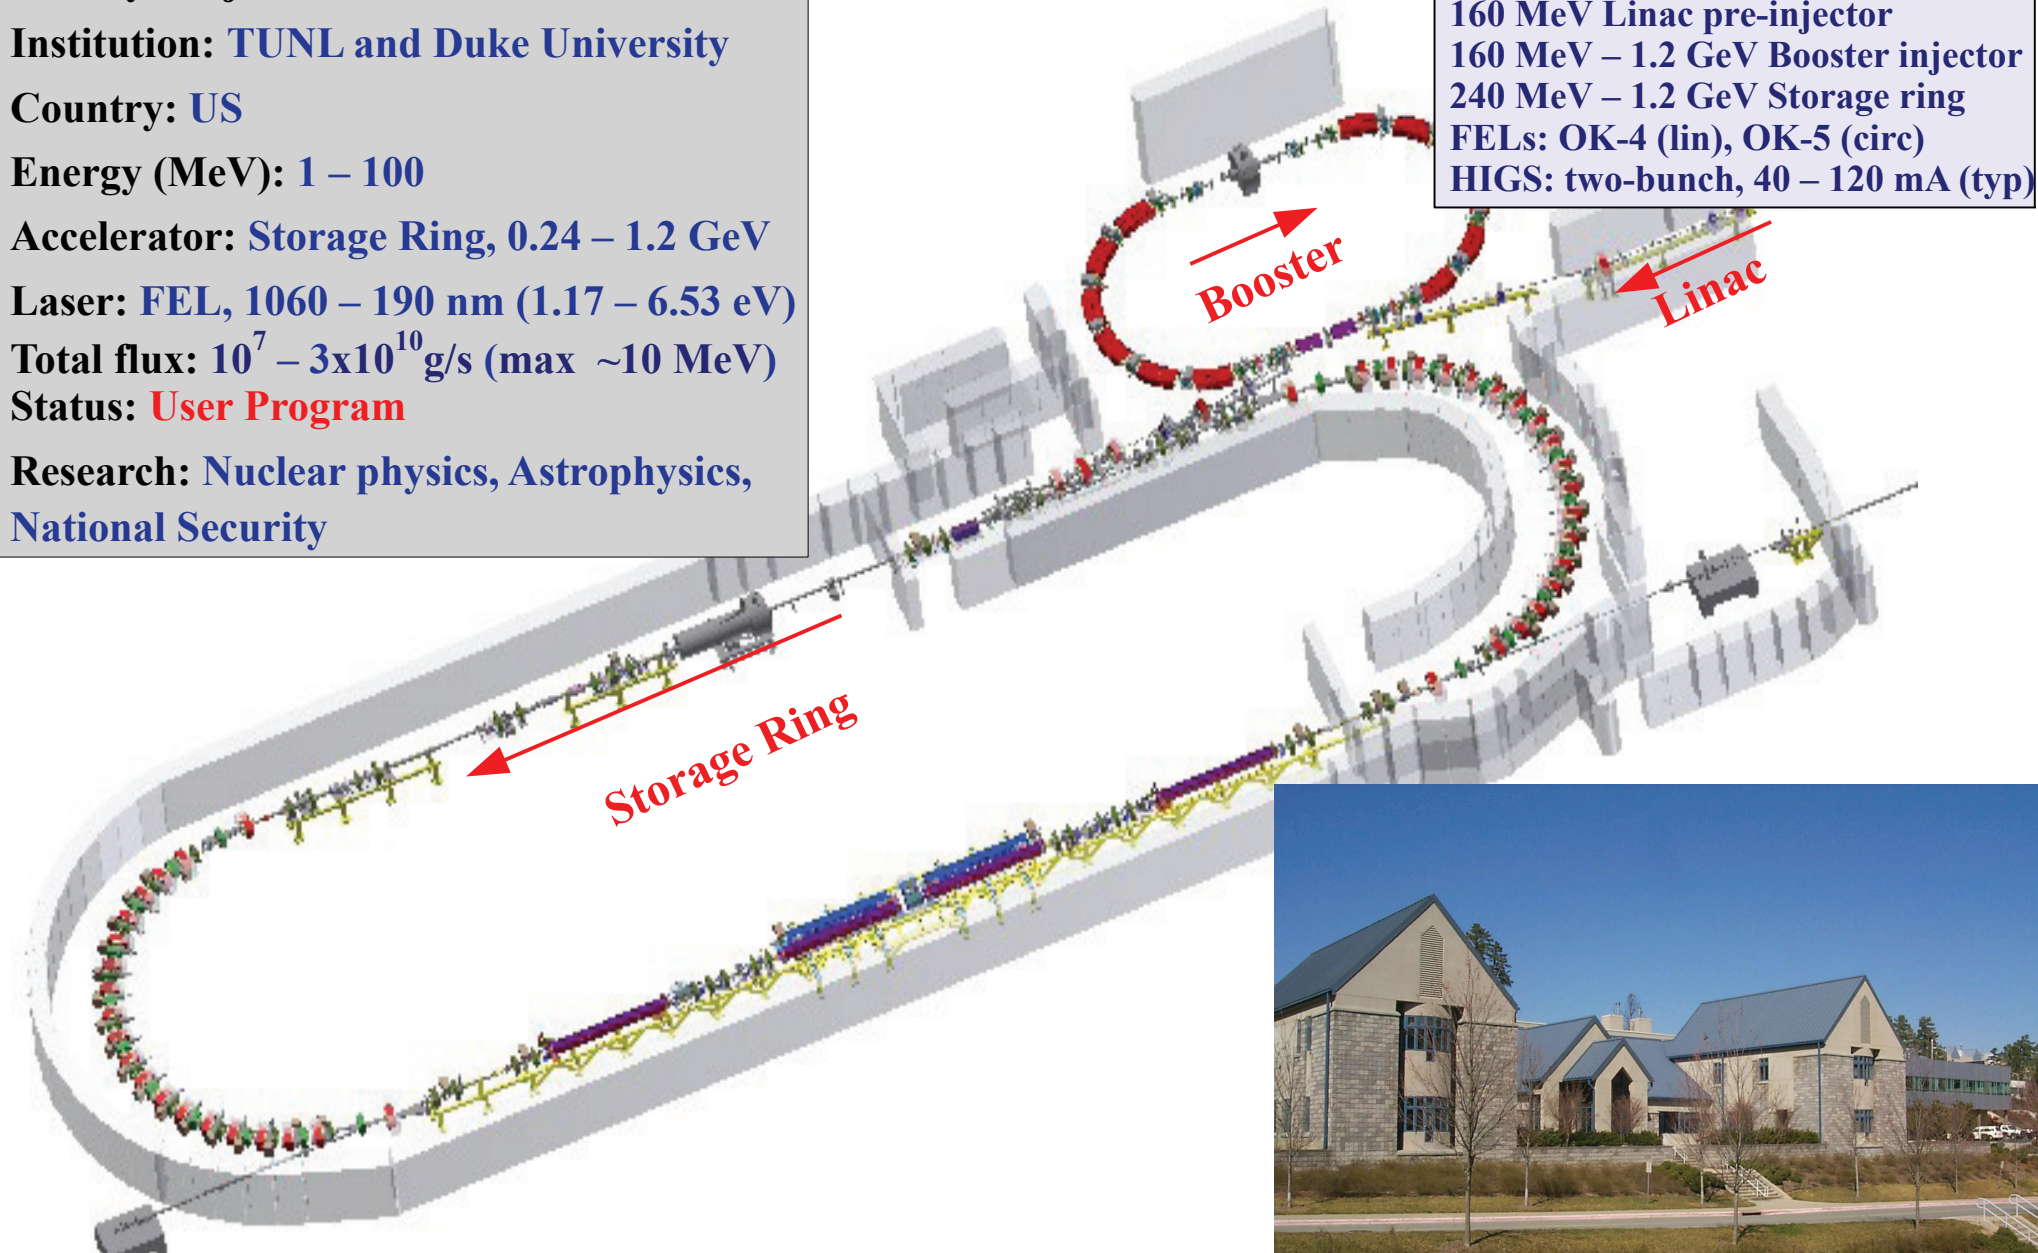 Institution: TUNL and Duke University
Country: US
Energy (MeV): 1 – 100
Accelerator: Storage Ring, 0.24 – 1.2 GeV
Laser: FEL, 1060 – 190 nm (1.17 – 6.53 eV)
Total flux: 10^7 – 3x10^10 g/s (max ~10 MeV)
Status: User Program
Research: Nuclear physics, Astrophysics,
National Security
160 MeV Linac pre-injector
160 MeV – 1.2 GeV Booster injector
240 MeV – 1.2 GeV Storage ring
FELs: OK-4 (lin), OK-5 (circ)
HIGS: two-bunch, 40 – 120 mA (typ)
Booster
Linac
Storage Ring